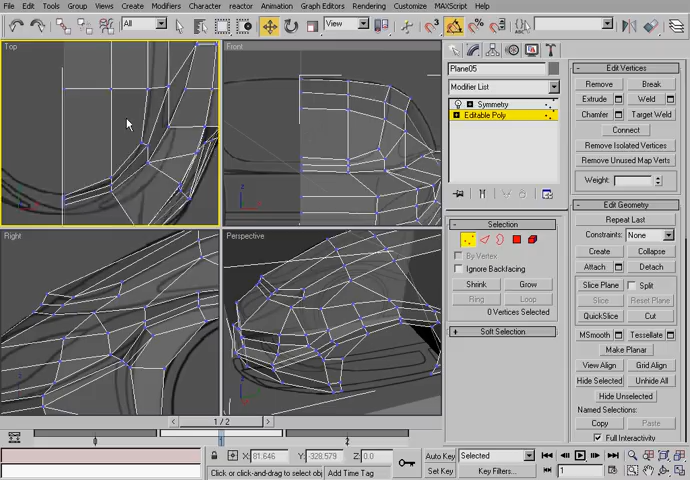 File Edit Tools Group Views Create Modifiers Character reactor Animation Graph Editors Rendering Customize MAXScript Help
All View
Top Front
Right Perspective
Plane05
Modifier List
Symmetry
Editable Poly
Selection
By Vertex
Ignore Backfacing
Shrink Grow
Ring Loop
0 Vertices Selected
Soft Selection
Edit Vertices
Remove Break
Extrude Weld
Chamfer Target Weld
Connect
Remove Isolated Vertices
Remove Unused Map Verts
Weight:
Edit Geometry
Repeat Last
Constraints: None
Create Collapse
Attach Detach
Slice Plane Split
Slice Reset Plane
QuickSlice Cut
MSmooth Tessellate
Make Planar
View Align Grid Align
Hide Selected Unhide All
Hide Unselected
Named Selections:
Copy Paste
Full Interactivity
1 / 2
0 1 2
X: 81.646 Y: -328.579 Z: 0.0
Auto Key Selected
Click or click-and-drag to select obj Add Time Tag
Set Key Key Filters... 1